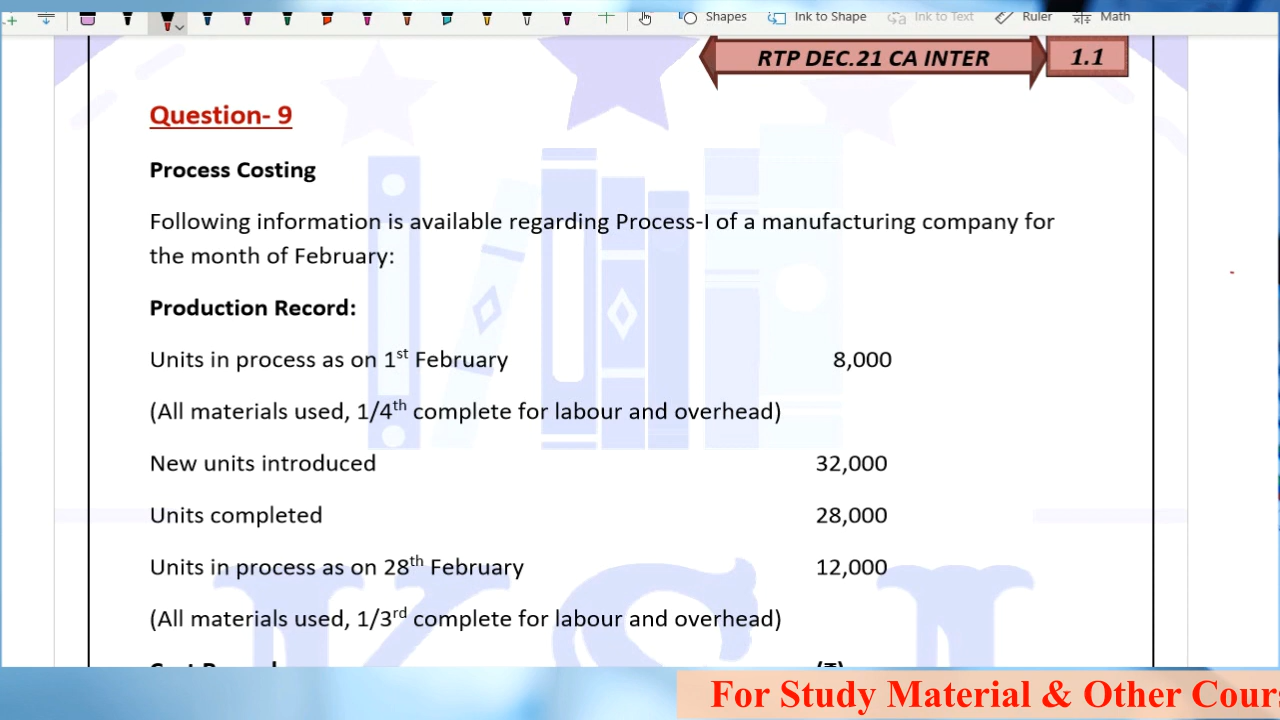 Shapes Ink to Shape Ink to Text Ruler Math
RTP DEC.21 CA INTER 1.1
Question- 9
Process Costing
Following information is available regarding Process-I of a manufacturing company for
the month of February:
Production Record:
Units in process as on 1st February 8,000
(All materials used, 1/4th complete for labour and overhead)
New units introduced 32,000
Units completed 28,000
Units in process as on 28th February 12,000
(All materials used, 1/3rd complete for labour and overhead)
For Study Material & Other Cour